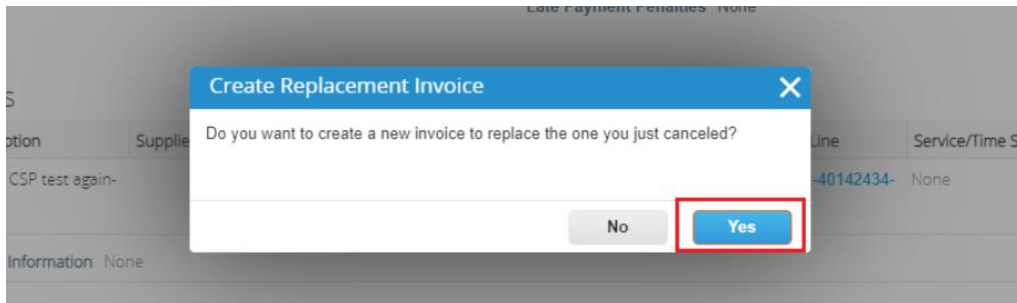 Late Payment Penalties None
Create Replacement Invoice
Do you want to create a new invoice to replace the one you just canceled?
No Yes
s
ption Supplie Line Service/Time S
CSP test again- -40142434- None
Information None